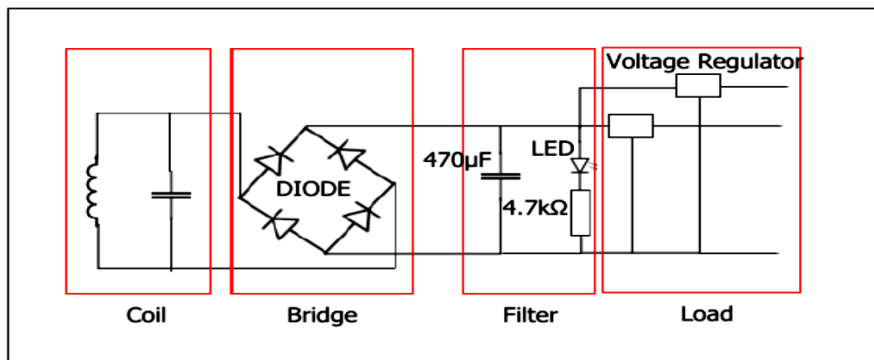 Voltage Regulator
470µF
LED
DIODE
4.7kΩ
Coil
Bridge
Filter
Load